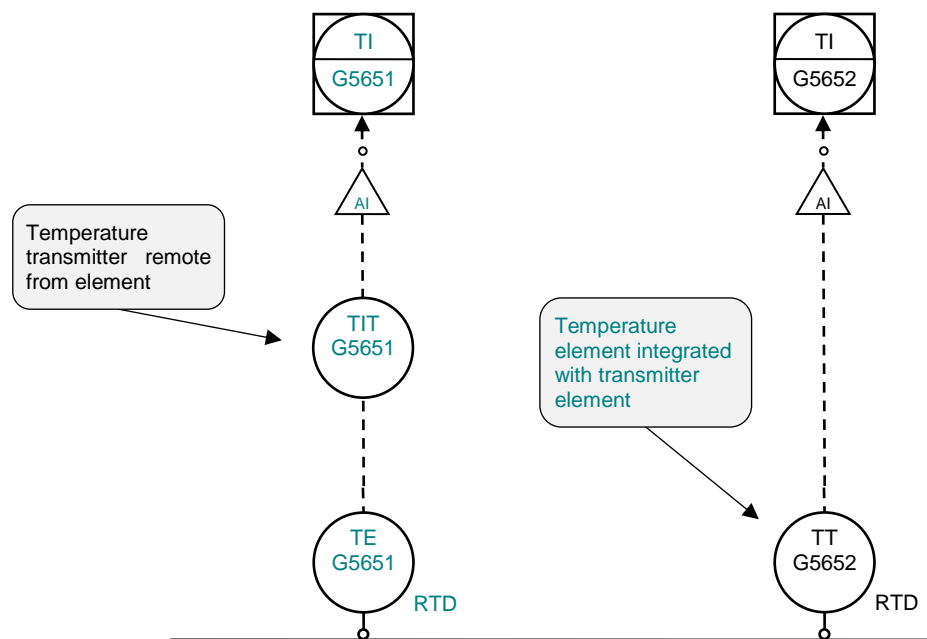 TI
G5651
AI
Temperature
transmitter remote
from element
TIT
G5651
TE
G5651
RTD
TI
G5652
AI
Temperature
element integrated
with transmitter
element
TT
G5652
RTD